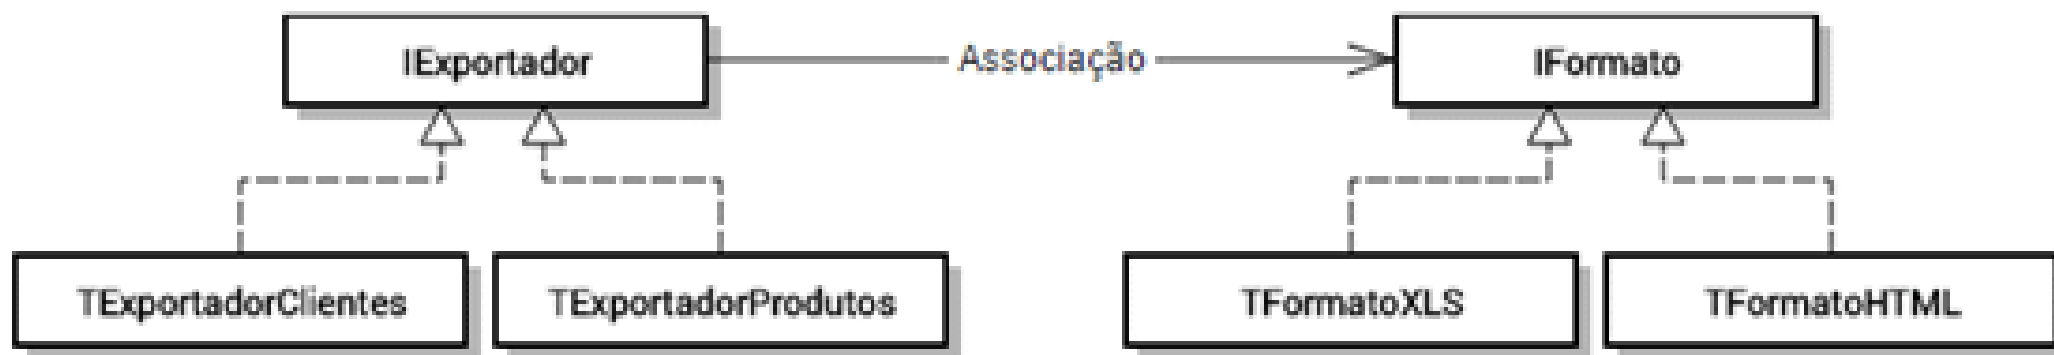 IExportador
Associação
IFormato
TExportadorClientes
TExportadorProdutos
TFormatoXLS
TFormatoHTML